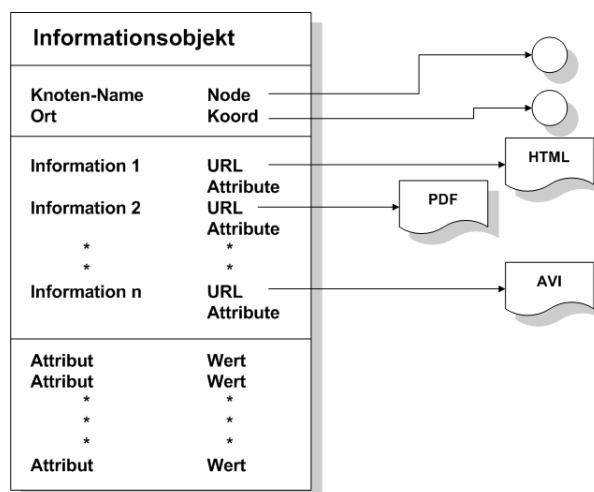 Informationsobjekt
Knoten-Name Node
Ort Koord
Information 1 URL HTML
Attribute
Information 2 URL PDF
Attribute
* *
* *
Information n URL AVI
Attribute
Attribut Wert
Attribut Wert
* *
* *
* *
Attribut Wert